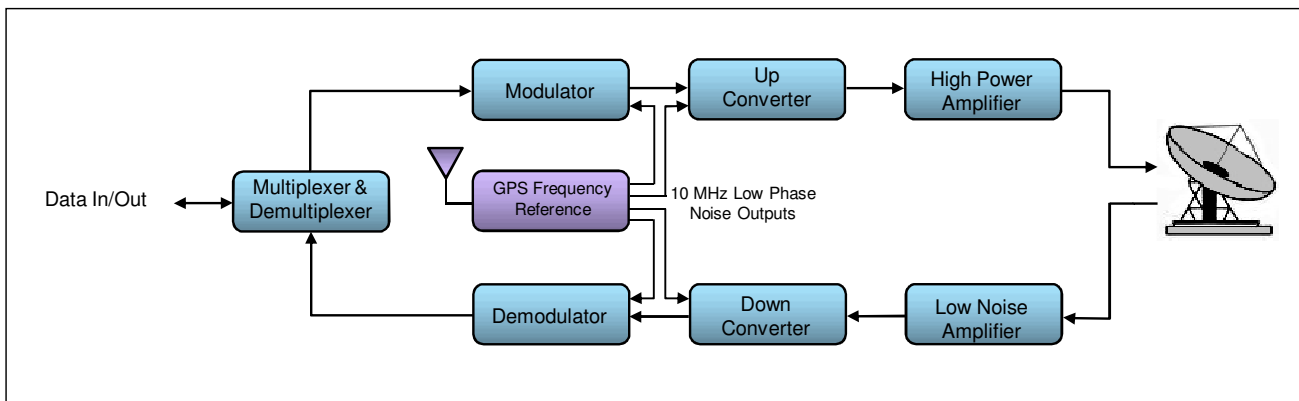 Modulator
Up
Converter
High Power
Amplifier
Data In/Out
Multiplexer &
Demultiplexer
GPS Frequency
Reference
10 MHz Low Phase
Noise Outputs
Demodulator
Down
Converter
Low Noise
Amplifier